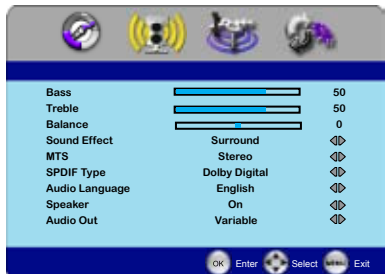 Bass 50
Treble 50
Balance 0
Sound Effect Surround
MTS Stereo
SPDIF Type Dolby Digital
Audio Language English
Speaker On
Audio Out Variable
OK Enter Select MENU Exit